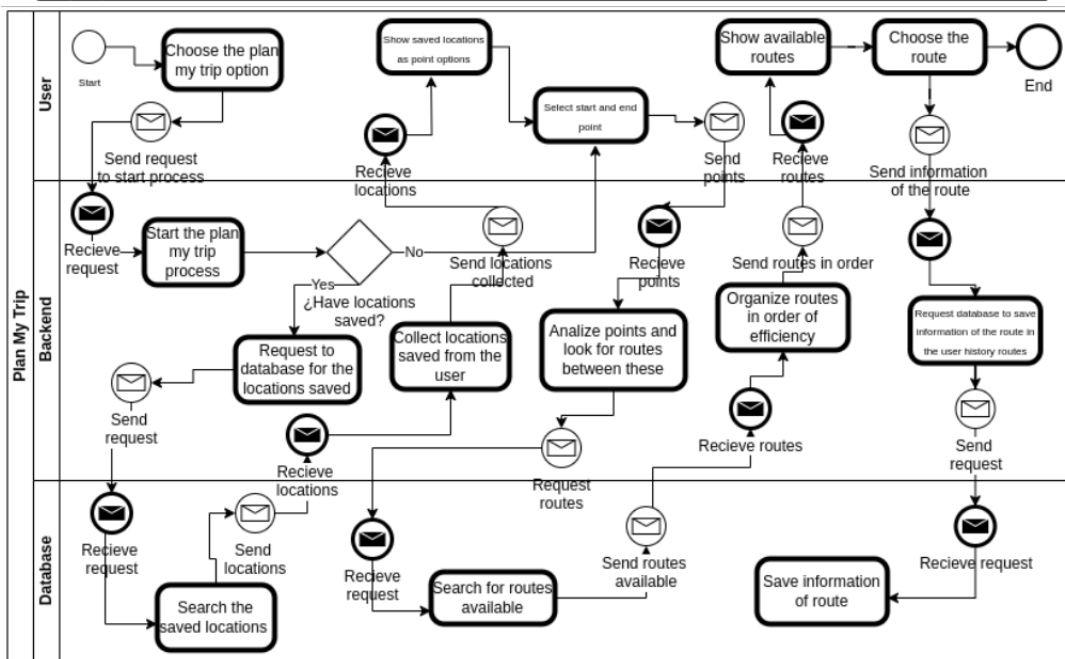 Plan My Trip
User
Start
Choose the plan
my trip option
Send request
to start process
Show saved locations
as point options
Recieve
locations
Select start and end
point
Send
points
Show available
routes
Recieve
routes
Choose the
route
End
Send information
of the route
Backend
Recieve
request
Start the plan
my trip
process
Yes
No
¿Have locations
saved?
Request to
database for the
locations saved
Send
request
Recieve
locations
Collect locations
saved from the
user
Send locations
collected
Recieve
points
Analize points and
look for routes
between these
Request
routes
Recieve routes
Organize routes
in order of
efficiency
Send routes in order
Request database to save
information of the route in
the user history routes
Send
request
Database
Recieve
request
Search the
saved locations
Send
locations
Recieve
request
Search for routes
available
Send routes
available
Recieve request
Save information
of route